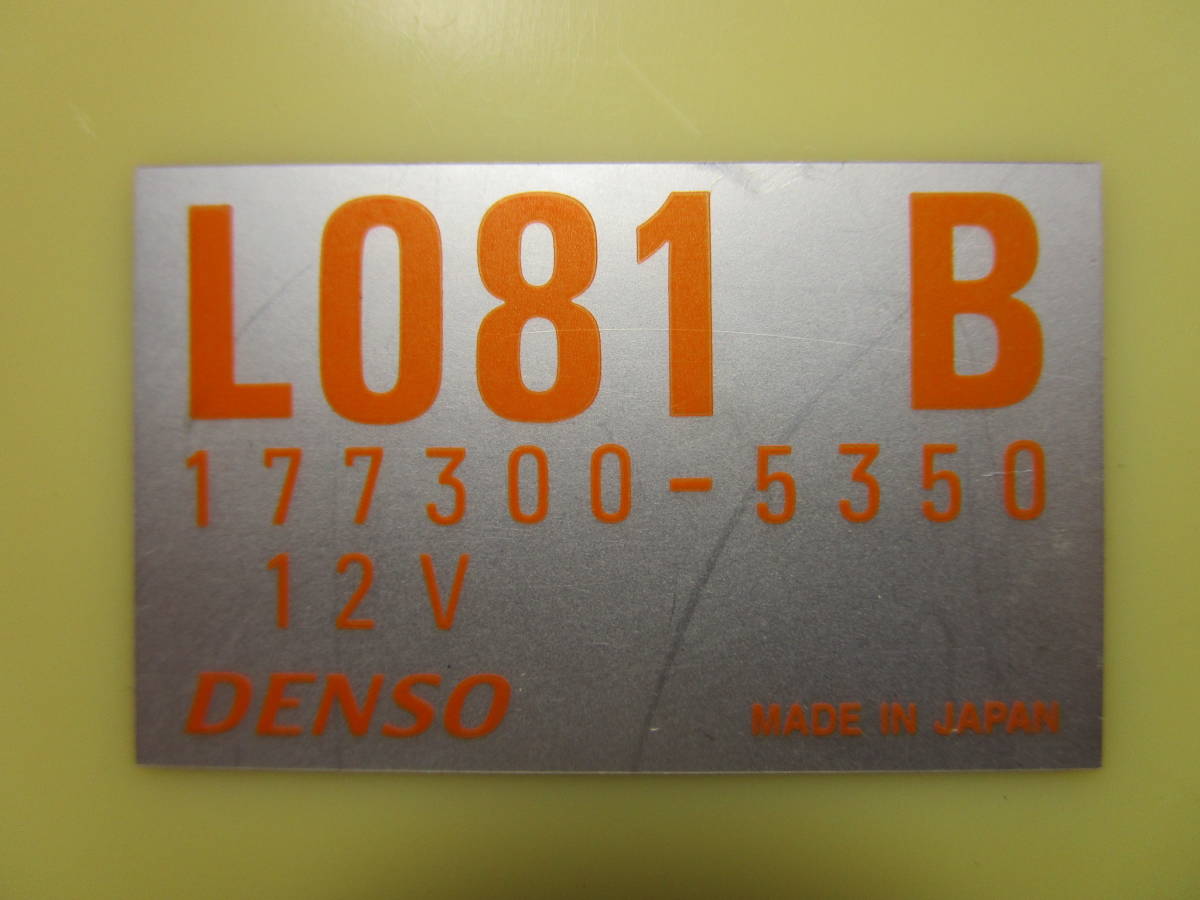 L081 B
177300-5350
12V
DENSO
MADE IN JAPAN